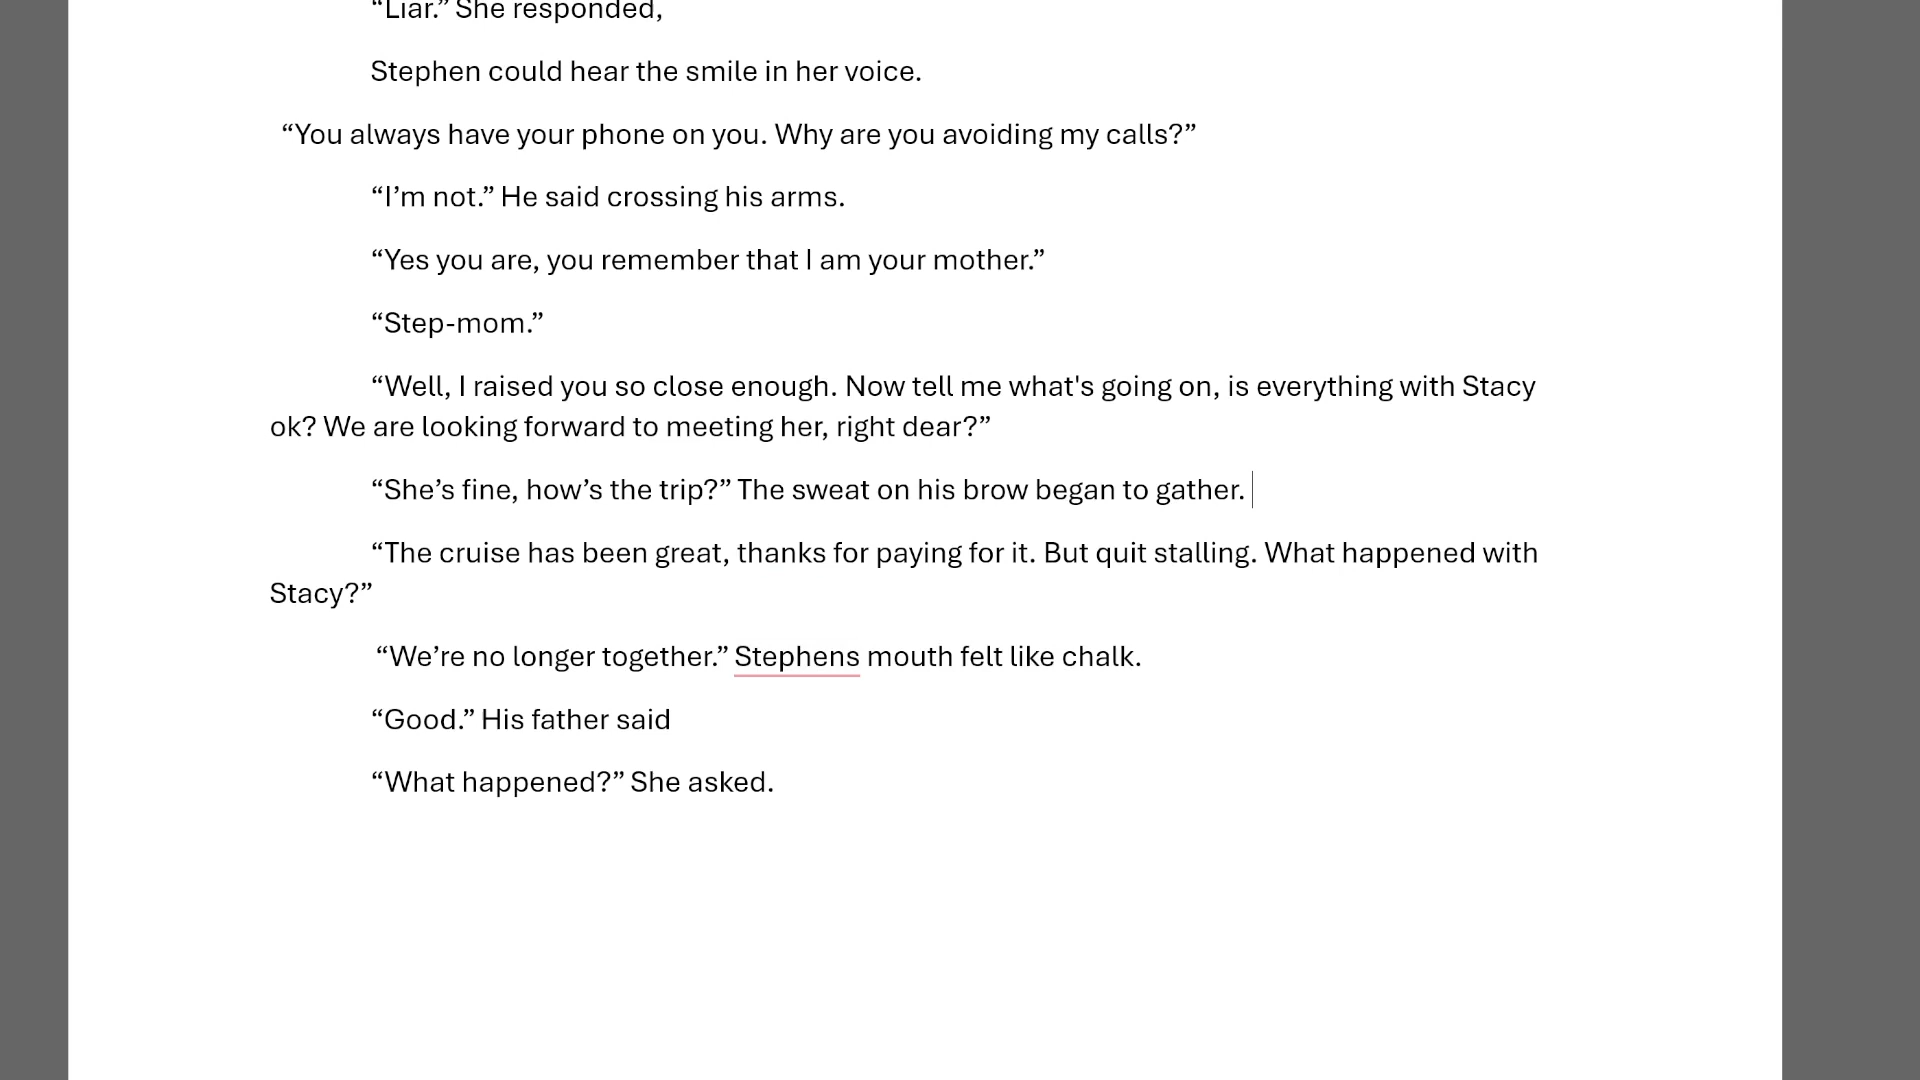 “Liar.” She responded,
Stephen could hear the smile in her voice.
“You always have your phone on you. Why are you avoiding my calls?”
“I’m not.” He said crossing his arms.
“Yes you are, you remember that I am your mother.”
“Step-mom.”
“Well, I raised you so close enough. Now tell me what's going on, is everything with Stacy
ok? We are looking forward to meeting her, right dear?”
“She’s fine, how’s the trip?” The sweat on his brow began to gather.
“The cruise has been great, thanks for paying for it. But quit stalling. What happened with
Stacy?”
“We’re no longer together.” Stephens mouth felt like chalk.
“Good.” His father said
“What happened?” She asked.